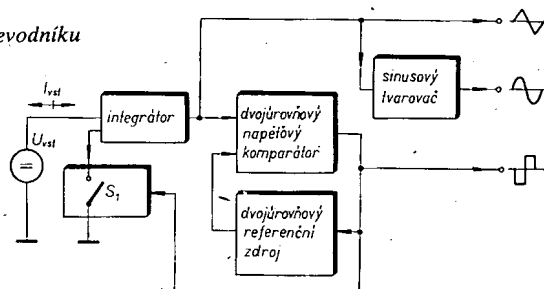 evodníku
I_vst
U_vst
integrátor
S1
dvojúrovňový
napěťový
komparátor
dvojúrovňový
referenční
zdroj
sinusový
tvarovač